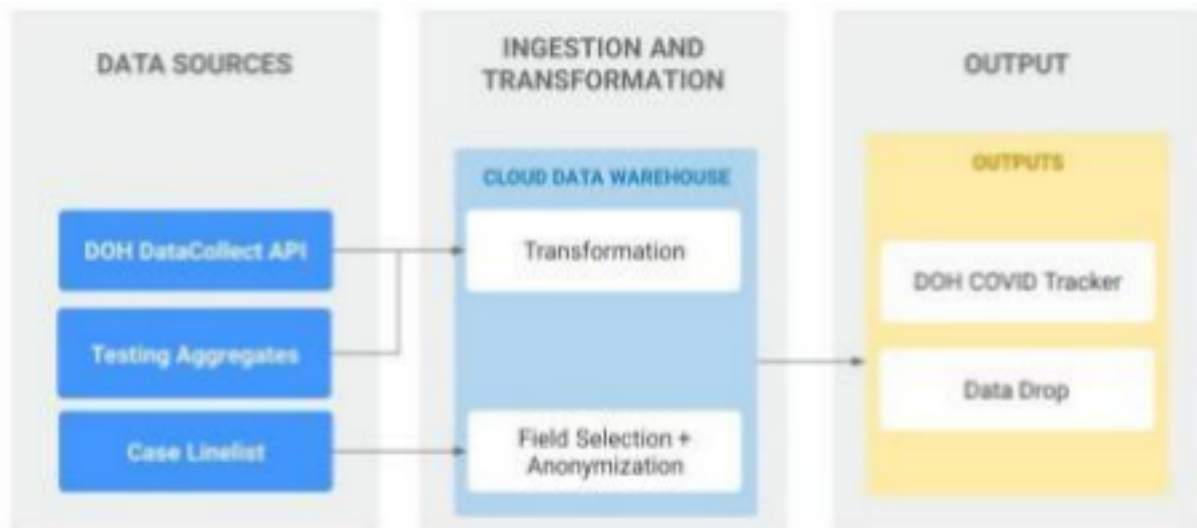 DATA SOURCES
DOH DataCollect API
Testing Aggregates
Case Linelist
INGESTION AND
TRANSFORMATION
CLOUD DATA WAREHOUSE
Transformation
Field Selection +
Anonymization
OUTPUT
OUTPUTS
DOH COVID Tracker
Data Drop